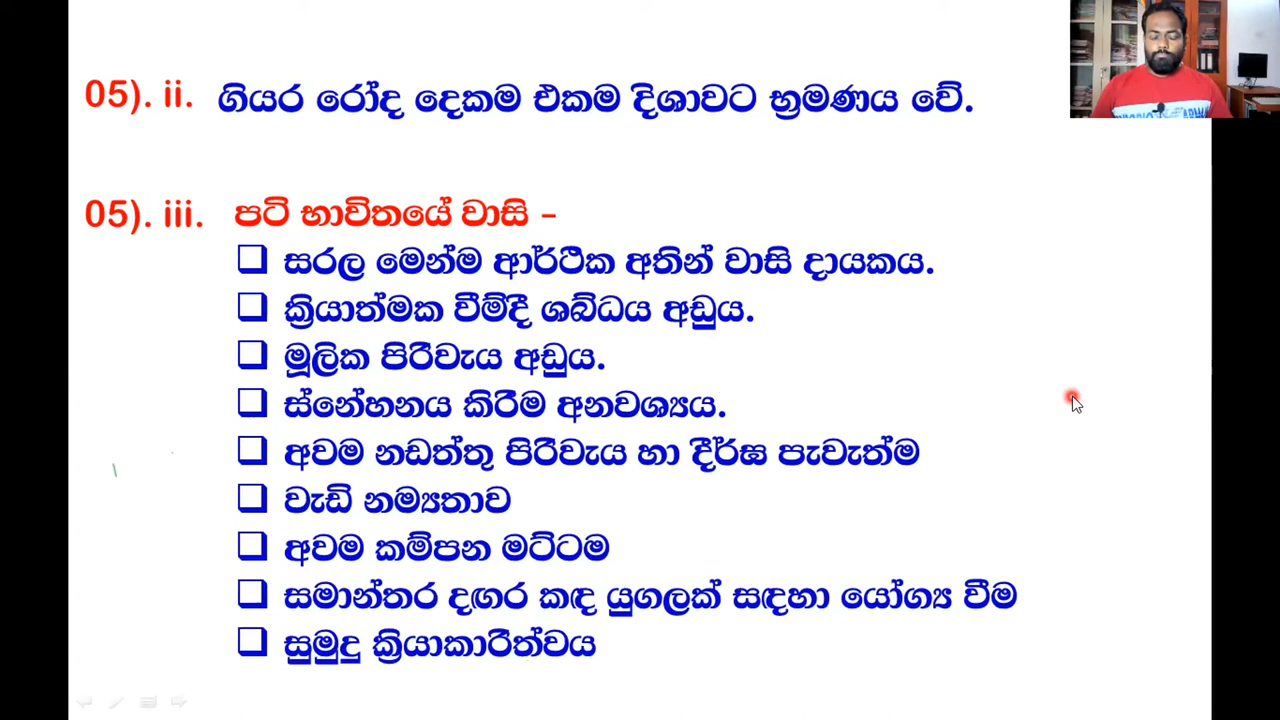 05). ii. ගියර රෝද දෙකම එකම දිශාවට භ්‍රමණය වේ.
05). iii. පටි භාවිතයේ වාසි –
❑ සරල මෙන්ම ආර්ථික අතින් වාසි දායකය.
❑ ක්‍රියාත්මක වීම්දී ශබ්ධය අඩුය.
❑ මූලික පිරිවැය අඩුය.
❑ ස්නේහනය කිරීම අනවශ්‍යය.
❑ අවම නඩත්තු පිරිවැය හා දීර්ඝ පැවැත්ම
❑ වැඩි නම්‍යතාව
❑ අවම කම්පන මට්ටම
❑ සමාන්තර දඟර කඳ යුගලක් සඳහා යෝග්‍ය වීම
❑ සුමුදු ක්‍රියාකාරීත්වය